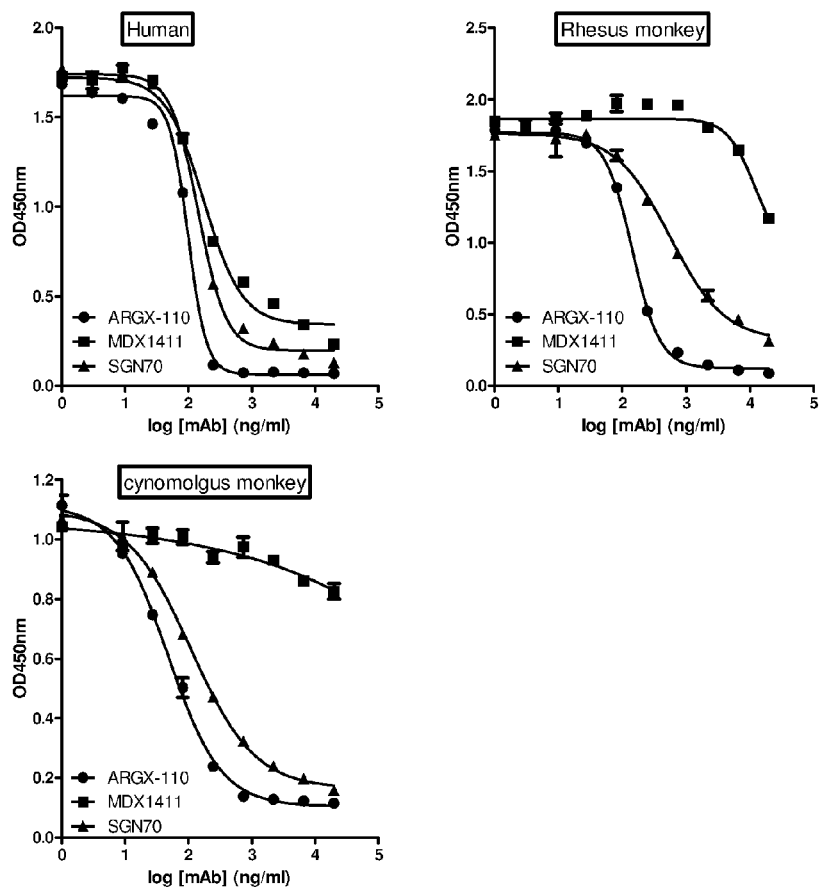 Human
2.0
1.5
1.0
0.5
0.0
OD450nm
ARGX-110
MDX1411
SGN70
0 1 2 3 4 5
log [mAb] (ng/ml)
Rhesus monkey
2.5
2.0
1.5
1.0
0.5
0.0
OD450nm
ARGX-110
MDX1411
SGN70
0 1 2 3 4 5
log [mAb] (ng/ml)
cynomolgus monkey
1.2
1.0
0.8
0.6
0.4
0.2
0.0
OD450nm
ARGX-110
MDX1411
SGN70
0 1 2 3 4 5
log [mAb] (ng/ml)